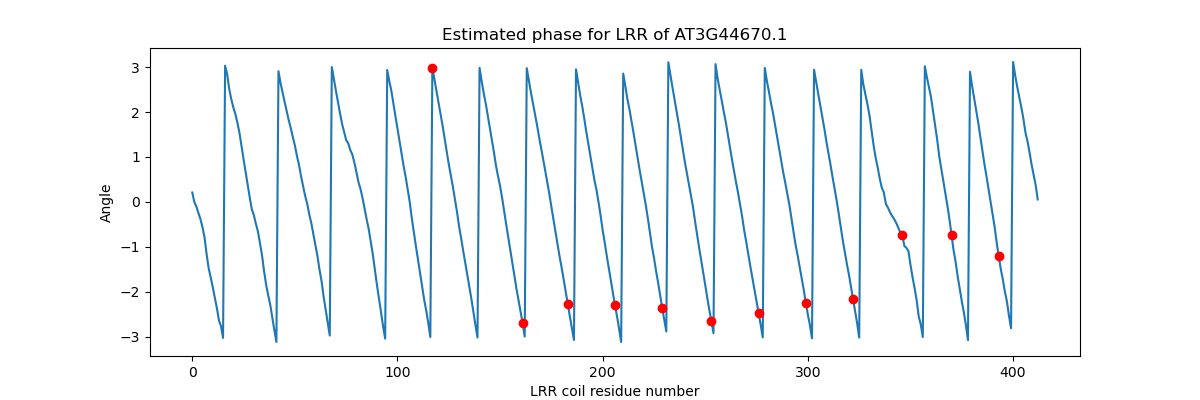 Estimated phase for LRR of AT3G44670.1
3
2
1
0
−1
−2
−3
Angle
0 100 200 300 400
LRR coil residue number